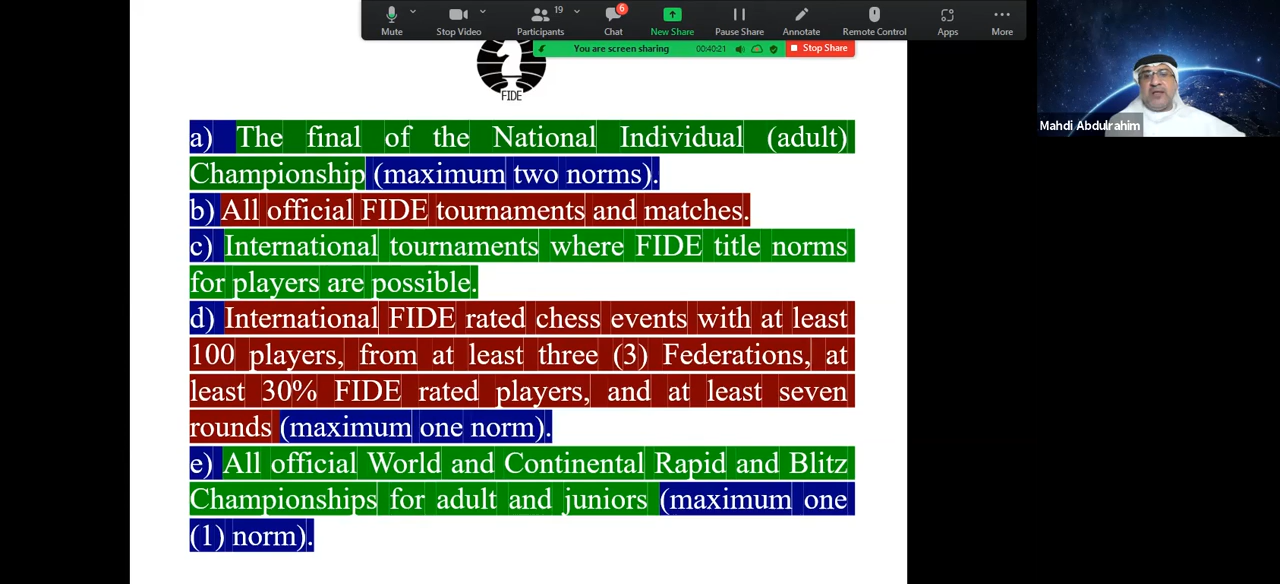 19
6
Mute
Stop Video
Participants
Chat
New Share
Pause Share
Annotate
Remote Control
Apps
More
You are screen sharing
00:40:21
Stop Share
FIDE
Mahdi Abdulrahim
a) The final of the National Individual (adult)
Championship (maximum two norms).
b) All official FIDE tournaments and matches.
c) International tournaments where FIDE title norms
for players are possible.
d) International FIDE rated chess events with at least
100 players, from at least three (3) Federations, at
least 30% FIDE rated players, and at least seven
rounds (maximum one norm).
e) All official World and Continental Rapid and Blitz
Championships for adult and juniors (maximum one
(1) norm).